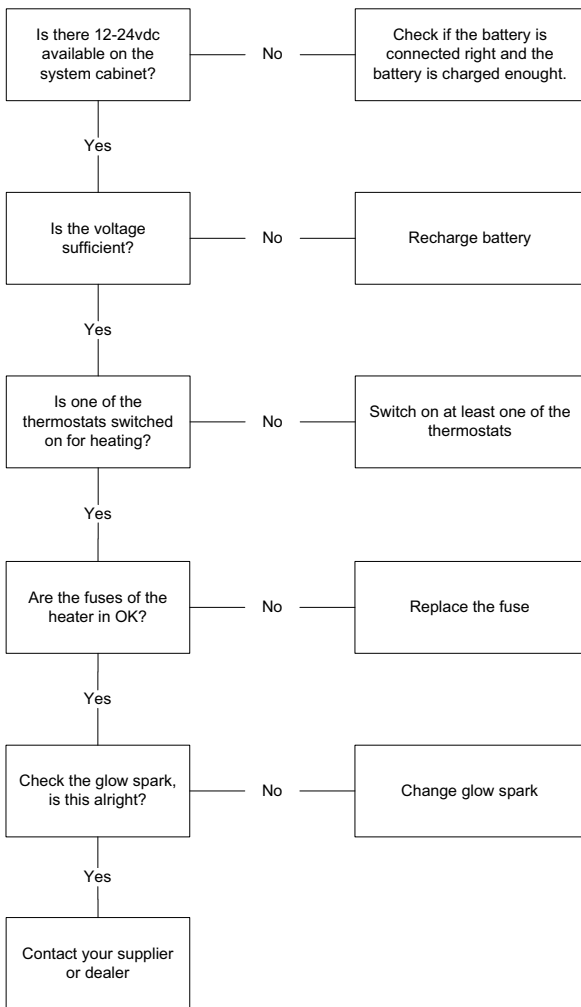 Is there 12-24vdc
available on the
system cabinet?
No
Check if the battery is
connected right and the
battery is charged enought.
Yes
Is the voltage
sufficient?
No
Recharge battery
Yes
Is one of the
thermostats switched
on for heating?
No
Switch on at least one of the
thermostats
Yes
Are the fuses of the
heater in OK?
No
Replace the fuse
Yes
Check the glow spark,
is this alright?
No
Change glow spark
Yes
Contact your supplier
or dealer